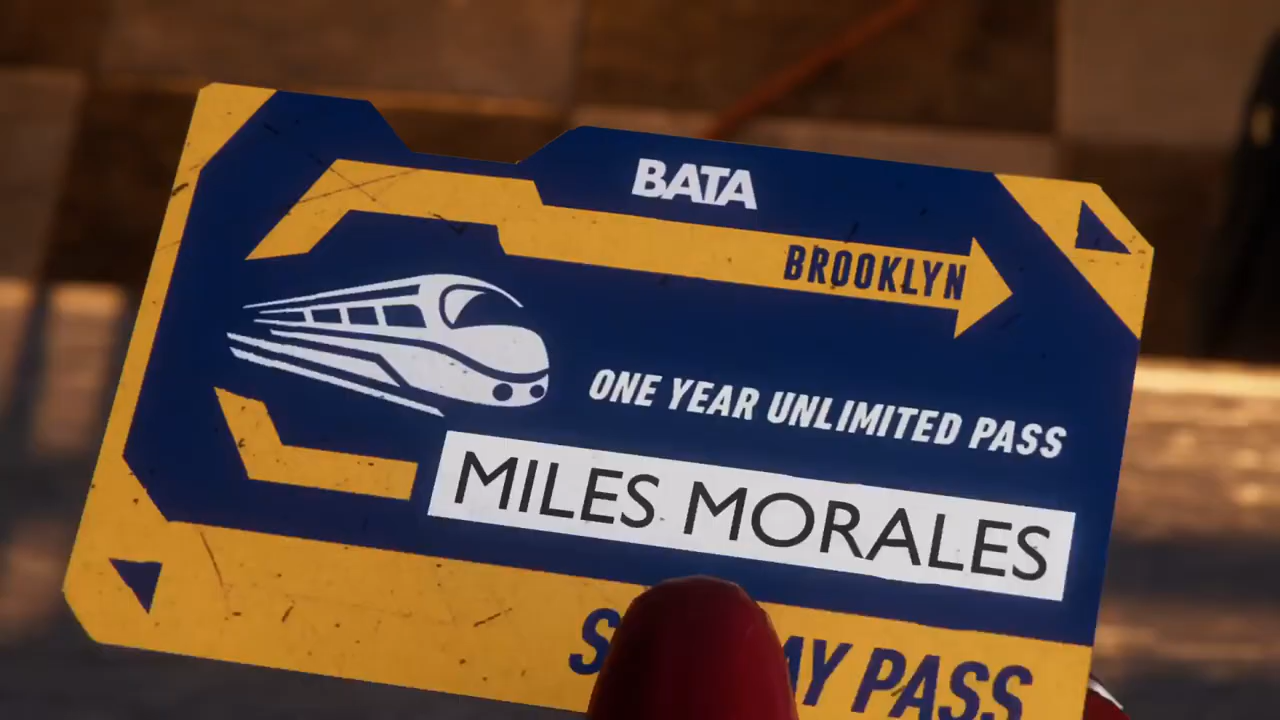 BATA
BROOKLYN
ONE YEAR UNLIMITED PASS
MILES MORALES
PASS